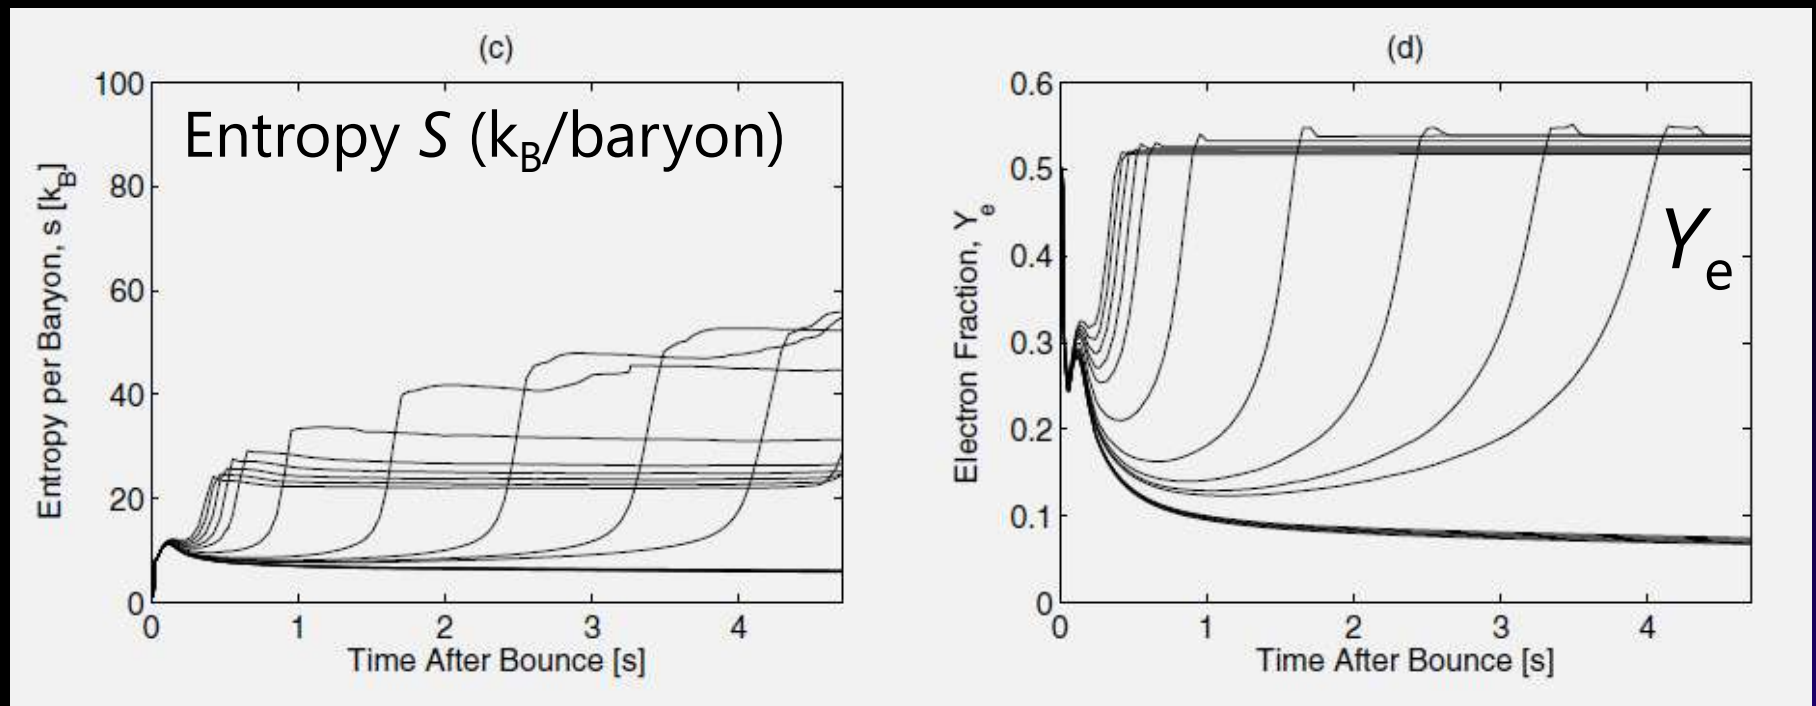 (c)
Entropy S (kB/baryon)
Entropy per Baryon, s [kB]
100
80
60
40
20
0
0 1 2 3 4
Time After Bounce [s]
(d)
Ye
Electron Fraction, Ye
0.6
0.5
0.4
0.3
0.2
0.1
0
0 1 2 3 4
Time After Bounce [s]